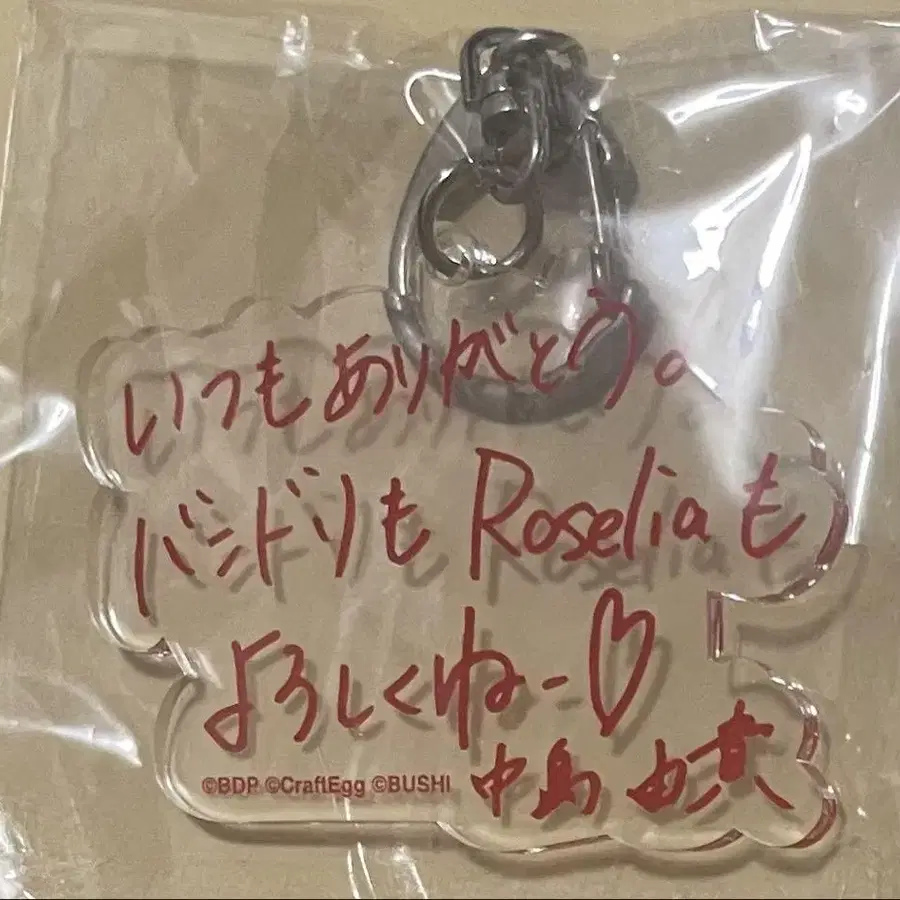 いつもありがとう。
バンドリも Roseliaも
よろしくねー♡
©BDP ©CraftEgg ©BUSHI
中島由貴